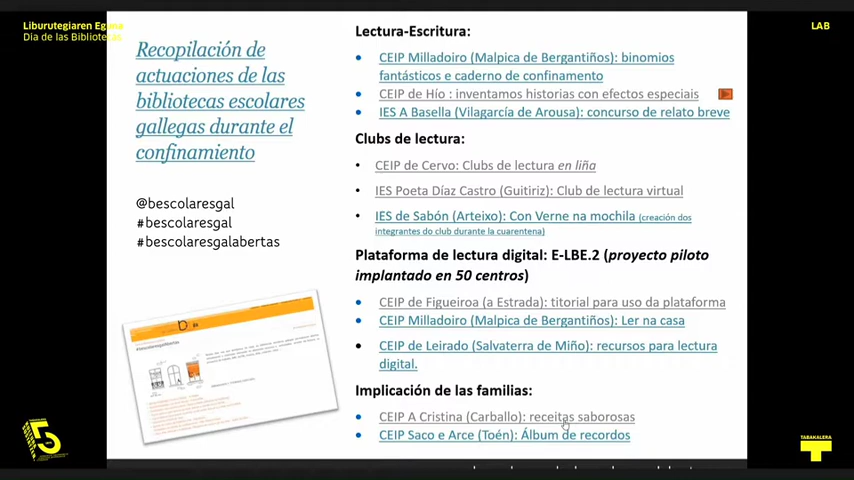 Liburutegiaren Eguna
Día de las Bibliotecas
LAB
Recopilación de
actuaciones de las
bibliotecas escolares
gallegas durante el
confinamiento
@bescolaresgal
#bescolaresgal
#bescolaresgalabertas
Lectura-Escritura:
• CEIP Milladoiro (Malpica de Bergantiños): binomios
fantásticos e caderno de confinamento
• CEIP de Hío : inventamos historias con efectos especiais
• IES A Basella (Vilagarcía de Arousa): concurso de relato breve
Clubs de lectura:
• CEIP de Cervo: Clubs de lectura en liña
• IES Poeta Díaz Castro (Guitiriz): Club de lectura virtual
• IES de Sabón (Arteixo): Con Verne na mochila (creación dos
integrantes do club durante la cuarentena)
Plataforma de lectura digital: E-LBE.2 (proyecto piloto
implantado en 50 centros)
• CEIP de Figueiroa (a Estrada): titorial para uso da plataforma
• CEIP Milladoiro (Malpica de Bergantiños): Ler na casa
• CEIP de Leirado (Salvaterra de Miño): recursos para lectura
digital.
Implicación de las familias:
• CEIP A Cristina (Carballo): receitas saborosas
• CEIP Saco e Arce (Toén): Álbum de recordos
TABAKALERA